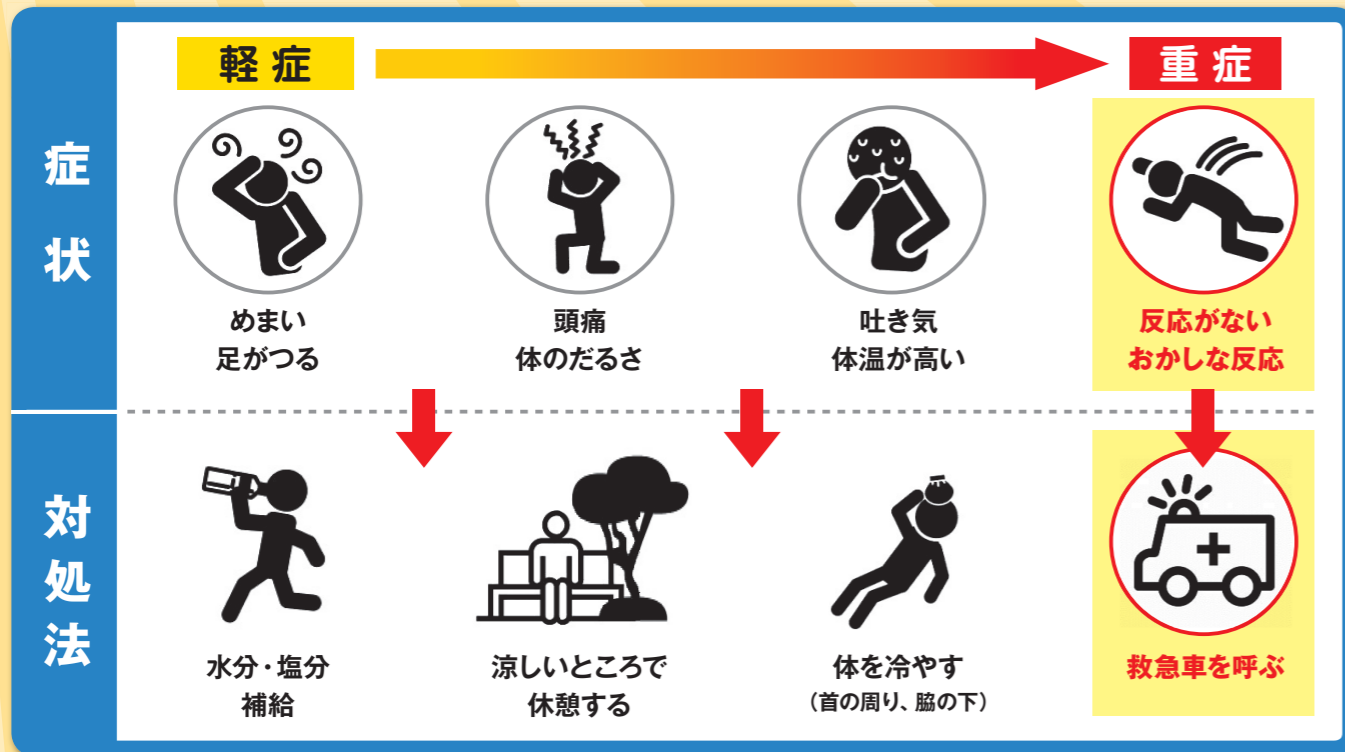 軽症
重症
症状
めまい
足がつる
頭痛
体のだるさ
吐き気
体温が高い
反応がない
おかしな反応
対処法
水分・塩分
補給
涼しいところで
休憩する
体を冷やす
(首の周り、脇の下)
救急車を呼ぶ